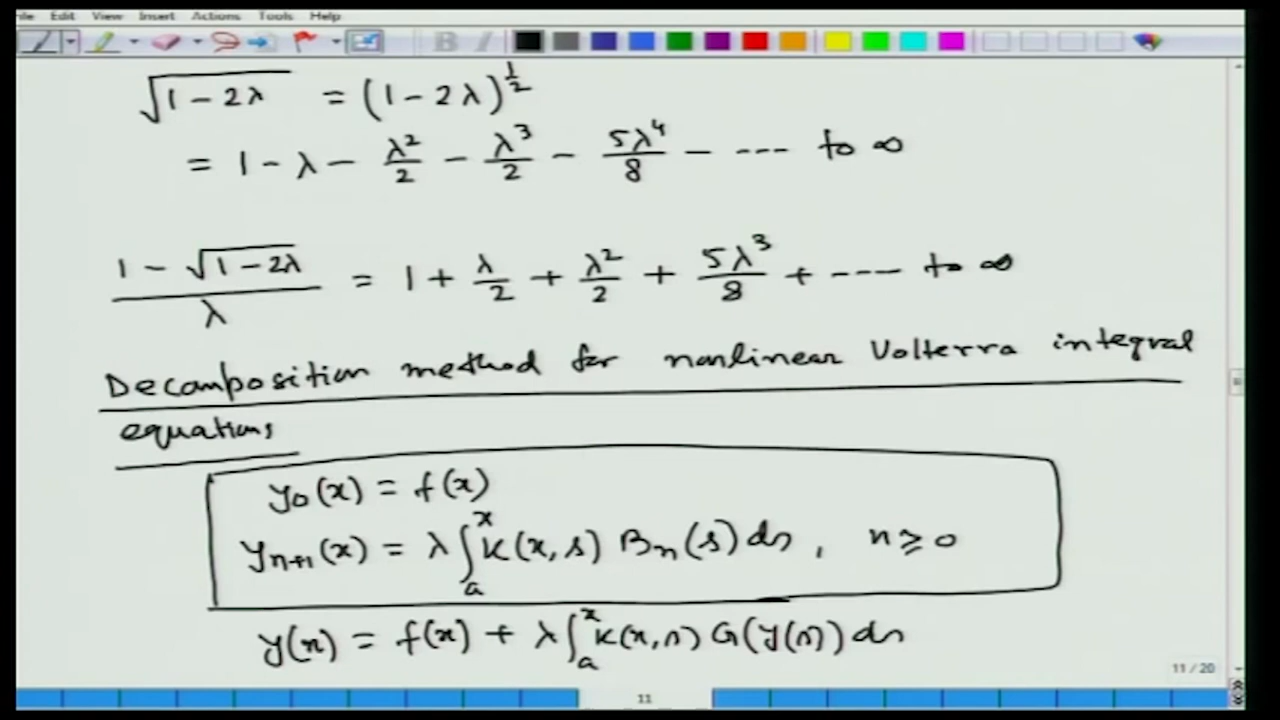 File Edit View Insert Actions Tools Help
√(1 - 2λ) = (1 - 2λ)^(1/2)
= 1 - λ - λ²/2 - λ³/2 - 5λ⁴/8 - ---- to ∞
(1 - √(1-2λ))/λ = 1 + λ/2 + λ²/2 + 5λ³/8 + ---- to ∞
Decomposition method for nonlinear Volterra integral
equations
y₀(x) = f(x)
yₙ₊₁(x) = λ ∫ₐˣ K(x, s) Bₙ(s) ds, n ≥ 0
y(x) = f(x) + λ ∫ₐˣ K(x, s) G(y(s)) ds
11 / 20
11